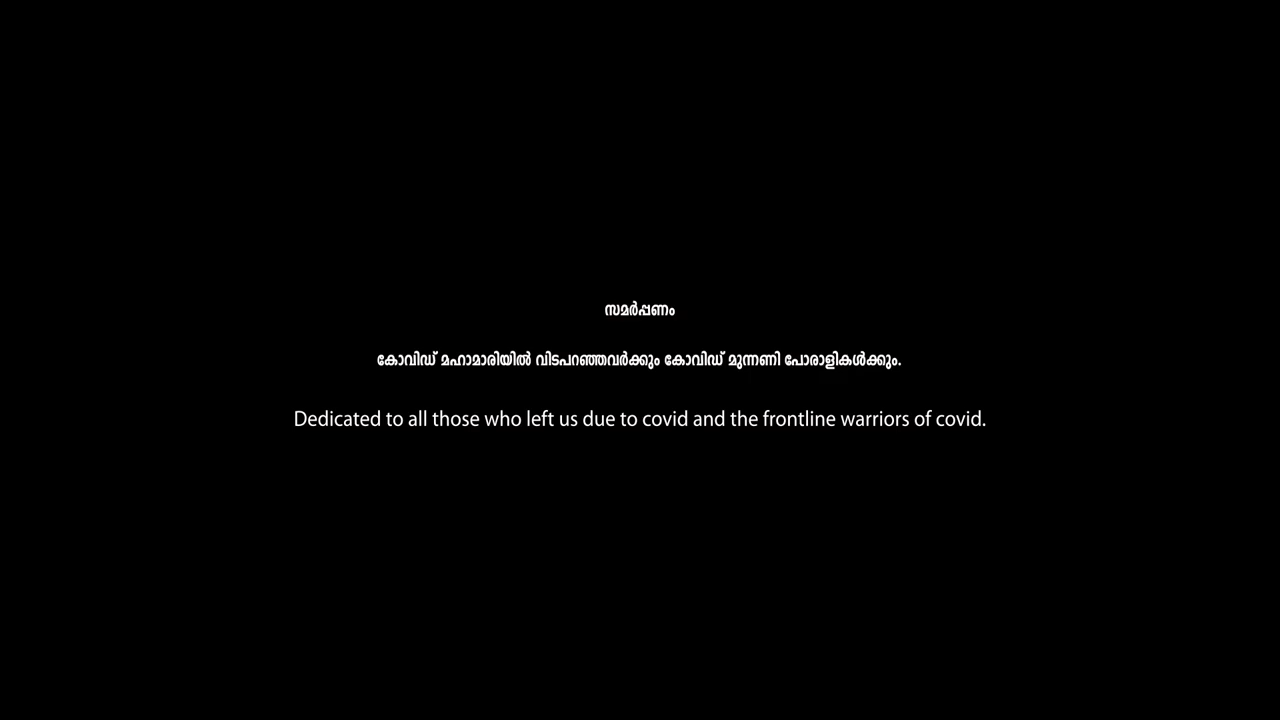 സമർപ്പണം
കോവിഡ് മഹാമാരിയിൽ വിടപറഞ്ഞവർക്കും കോവിഡ് മുന്നണി പോരാളികൾക്കും.
Dedicated to all those who left us due to covid and the frontline warriors of covid.